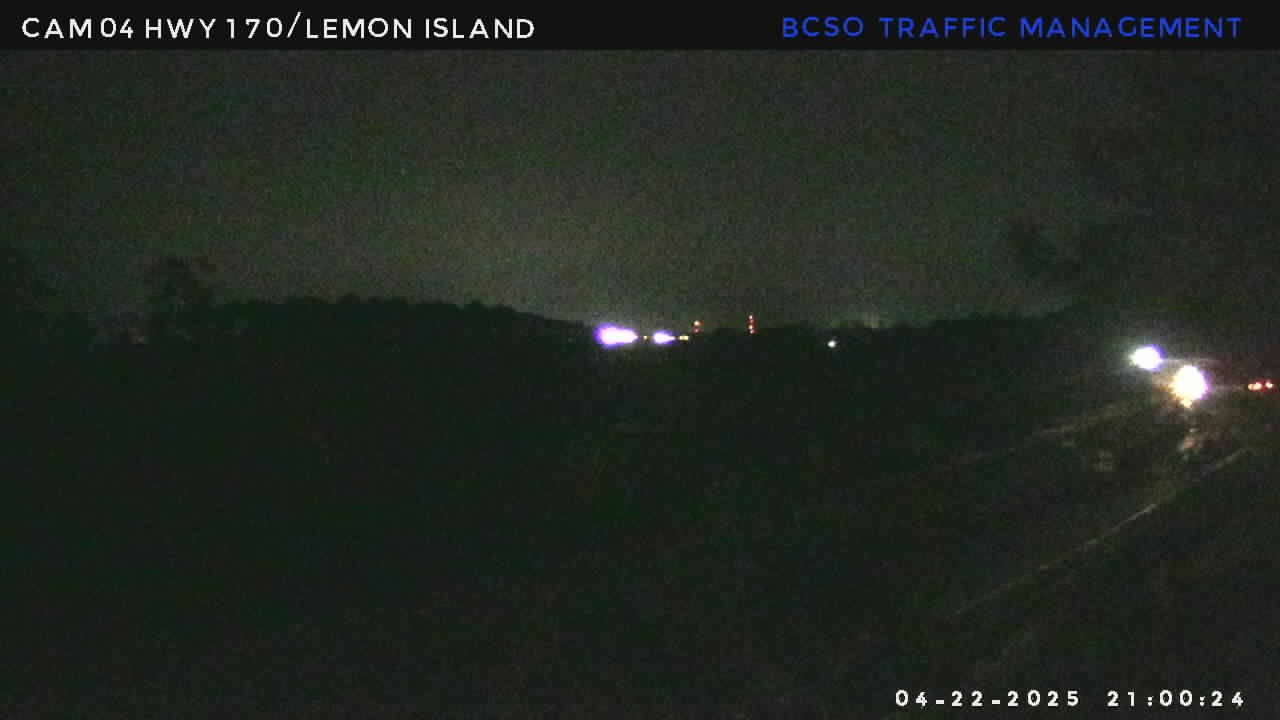 CAM04 HWY 170/LEMON ISLAND
BCSO TRAFFIC MANAGEMENT
04-22-2025 21:00:24